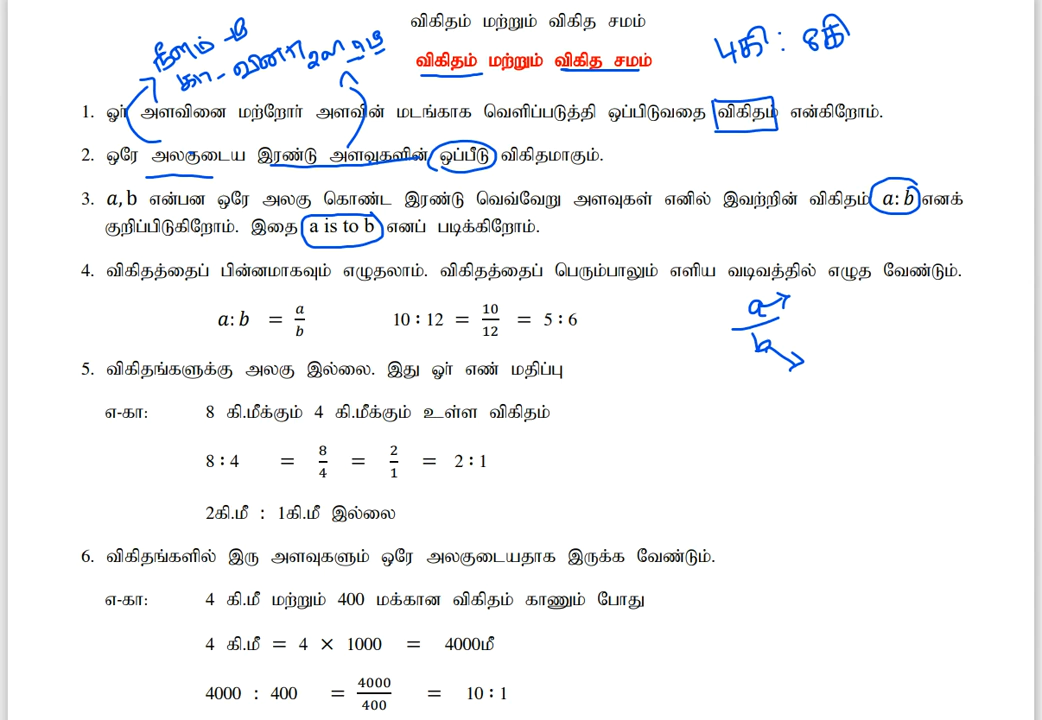 விகிதம் மற்றும் விகித சமம்
நீளம் -
4கி : 8கி
விகிதம் மற்றும் விகித சமம்
1. ஓர் அளவினை மற்றோர் அளவின் மடங்காக வெளிப்படுத்தி ஒப்பிடுவதை விகிதம் என்கிறோம்.
2. ஒரே அலகுடைய இரண்டு அளவுகளின் ஒப்பீடு விகிதமாகும்.
3. a, b என்பன ஒரே அலகு கொண்ட இரண்டு வெவ்வேறு அளவுகள் எனில் இவற்றின் விகிதம் a: b எனக்
குறிப்பிடுகிறோம். இதை a is to b எனப் படிக்கிறோம்.
4. விகிதத்தைப் பின்னமாகவும் எழுதலாம். விகிதத்தைப் பெரும்பாலும் எளிய வடிவத்தில் எழுத வேண்டும்.
a: b = a/b 10 : 12 = 10/12 = 5 : 6
a/b
5. விகிதங்களுக்கு அலகு இல்லை. இது ஓர் எண் மதிப்பு
எ-கா: 8 கி.மீக்கும் 4 கி.மீக்கும் உள்ள விகிதம்
8 : 4 = 8/4 = 2/1 = 2 : 1
2கி.மீ : 1கி.மீ இல்லை
6. விகிதங்களில் இரு அளவுகளும் ஒரே அலகுடையதாக இருக்க வேண்டும்.
எ-கா: 4 கி.மீ மற்றும் 400 மக்கான விகிதம் காணும் போது
4 கி.மீ = 4 × 1000 = 4000மீ
4000 : 400 = 4000/400 = 10 : 1